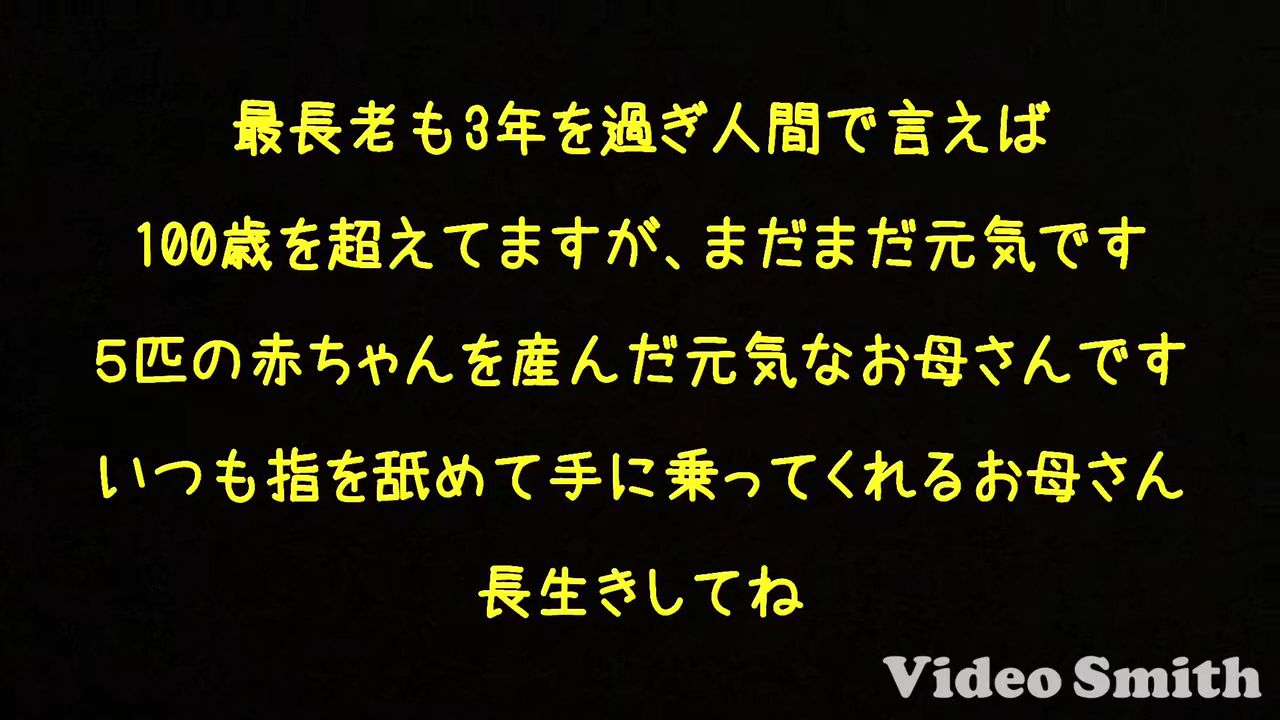 最長老も3年を過ぎ人間で言えば
100歳を超えてますが、まだまだ元気です
5匹の赤ちゃんを産んだ元気なお母さんです
いつも指を舐めて手に乗ってくれるお母さん
長生きしてね
Video Smith